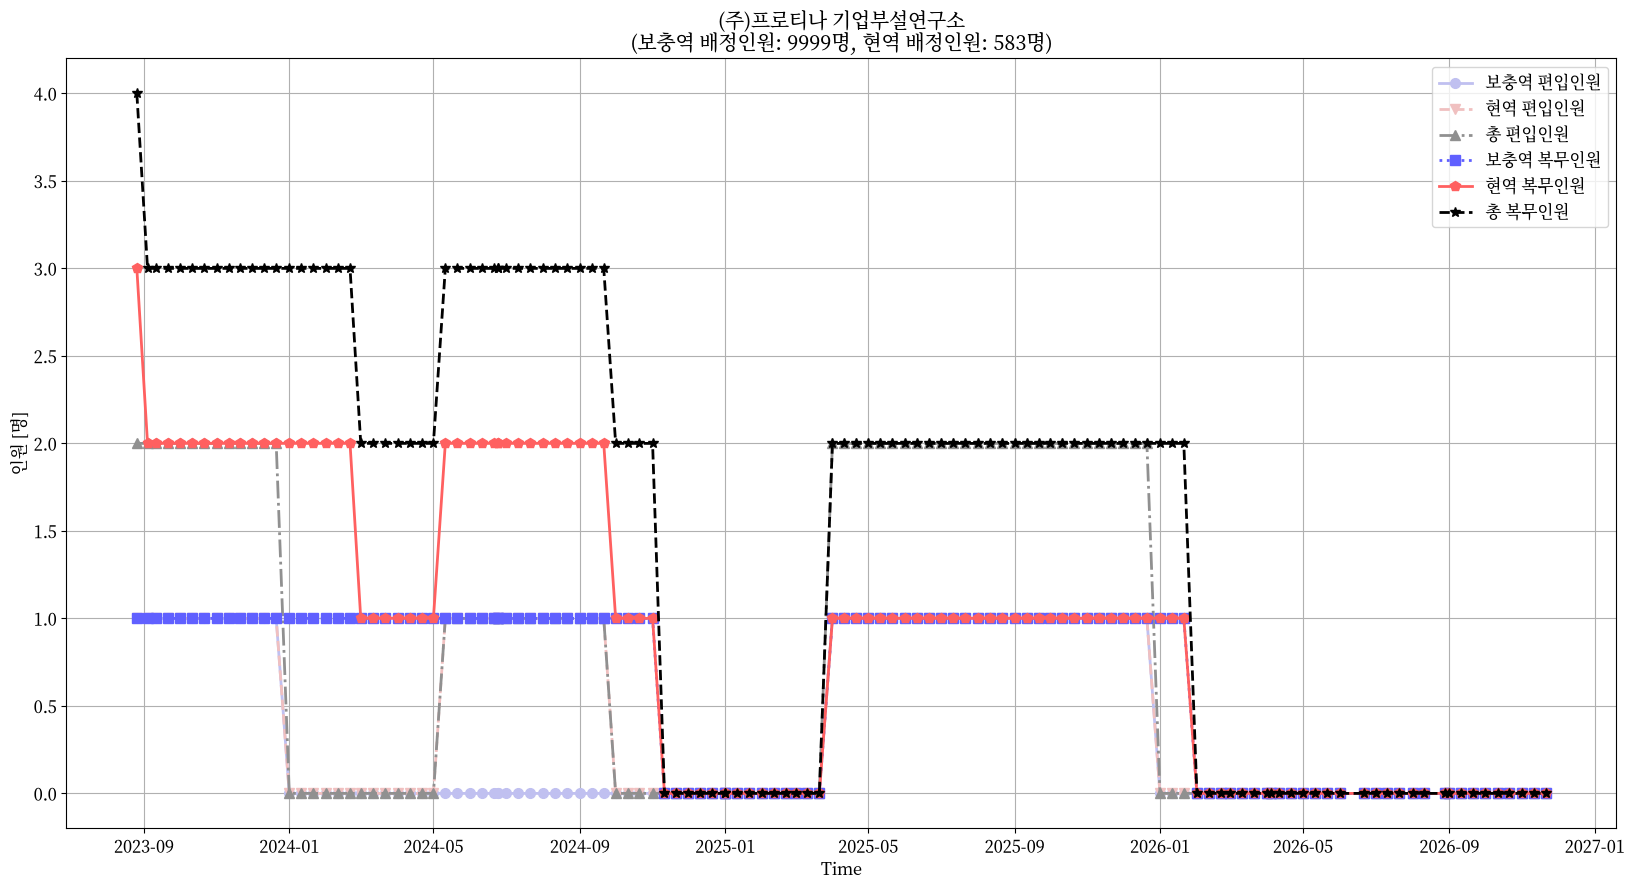 (주)프로티나 기업부설연구소
(보충역 배정인원: 9999명, 현역 배정인원: 583명)
보충역 편입인원
현역 편입인원
총 편입인원
보충역 복무인원
현역 복무인원
총 복무인원
인원 [명]
4.0
3.5
3.0
2.5
2.0
1.5
1.0
0.5
0.0
2023-09 2024-01 2024-05 2024-09 2025-01 2025-05 2025-09 2026-01 2026-05 2026-09 2027-01
Time